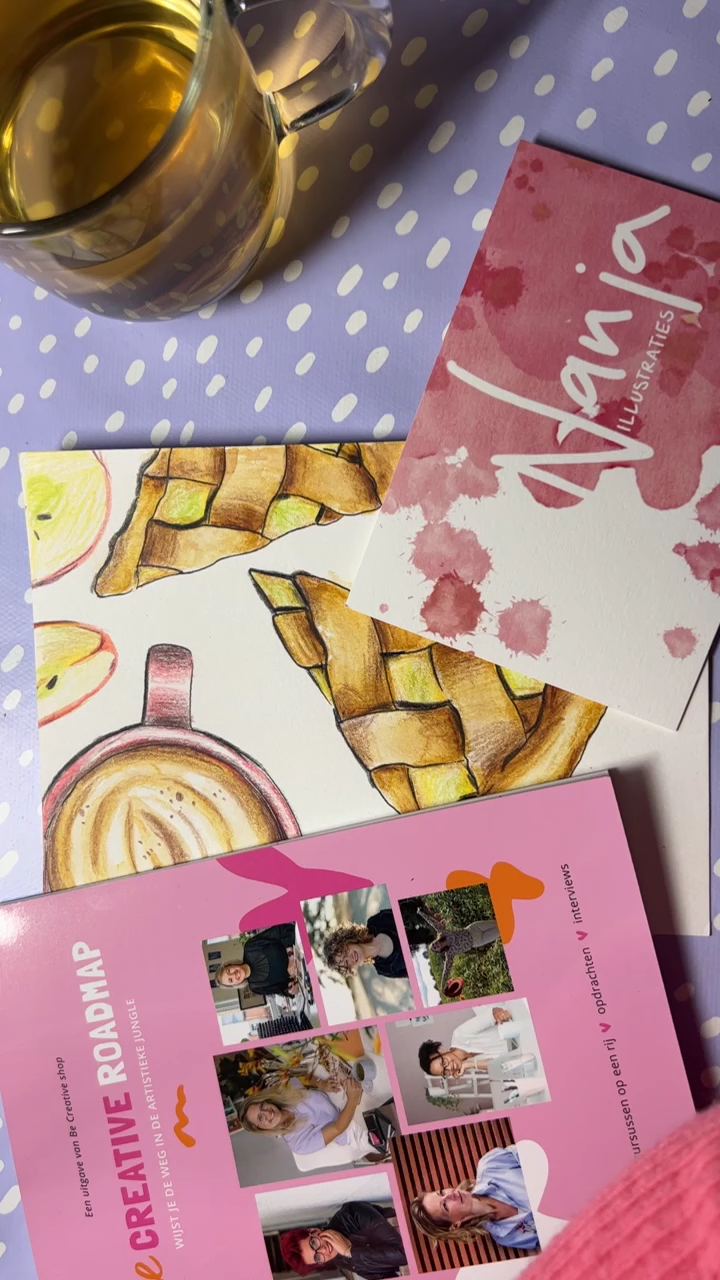 Nanja
ILLUSTRATIES
Een uitgave van Be Creative shop
CREATIVE ROADMAP
WIJST JE DE WEG IN DE ARTISTIEKE JUNGLE
op een rij opdrachten interviews